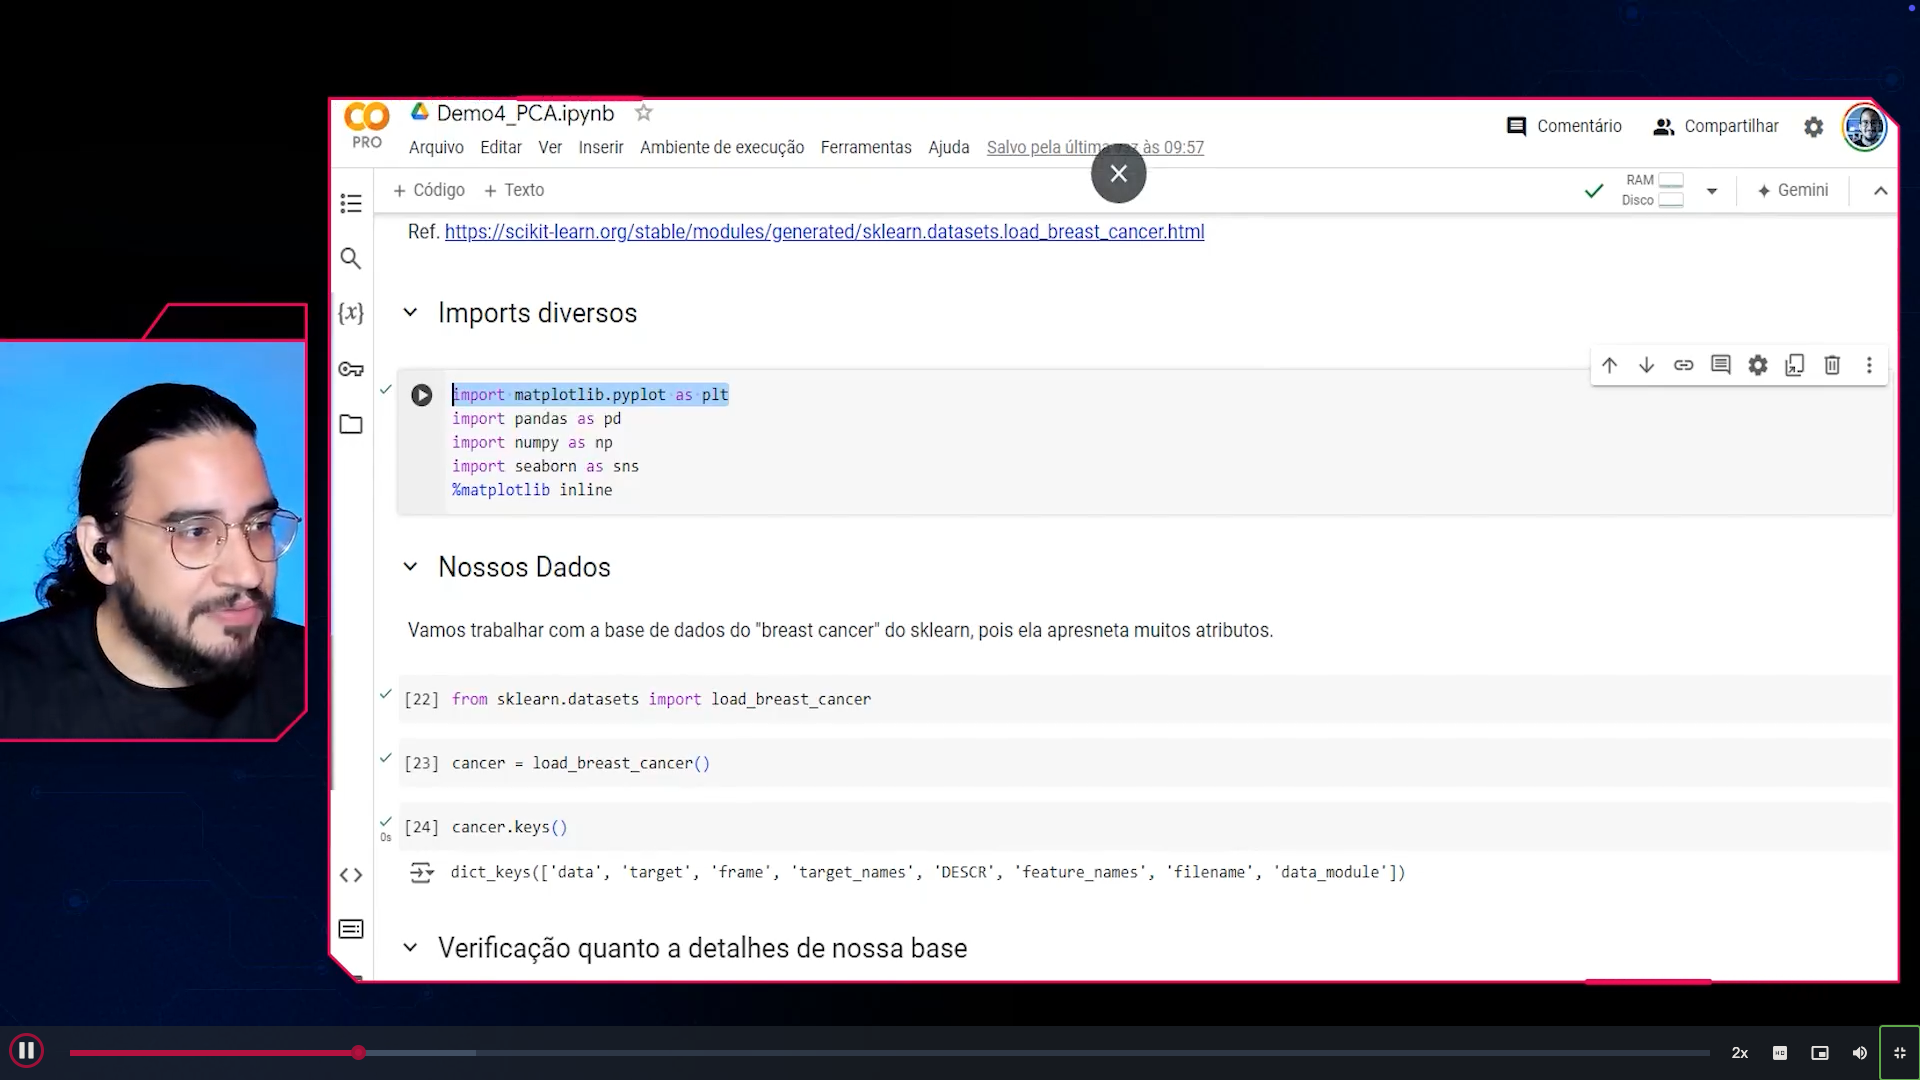 CO
PRO
Demo4_PCA.ipynb
Comentário
Compartilhar
Arquivo Editar Ver Inserir Ambiente de execução Ferramentas Ajuda
+ Código + Texto
RAM
Disco
Gemini
Ref. https://scikit-learn.org/stable/modules/generated/sklearn.datasets.load_breast_cancer.html
{x}
Imports diversos
import matplotlib.pyplot as plt
import pandas as pd
import numpy as np
import seaborn as sns
%matplotlib inline
Nossos Dados
Vamos trabalhar com a base de dados do "breast cancer" do sklearn, pois ela apresneta muitos atributos.
[22] from sklearn.datasets import load_breast_cancer
[23] cancer = load_breast_cancer()
[24] cancer.keys()
0s
dict_keys(['data', 'target', 'frame', 'target_names', 'DESCR', 'feature_names', 'filename', 'data_module'])
Verificação quanto a detalhes de nossa base
Salvo pela última às 09:57
2x
HD